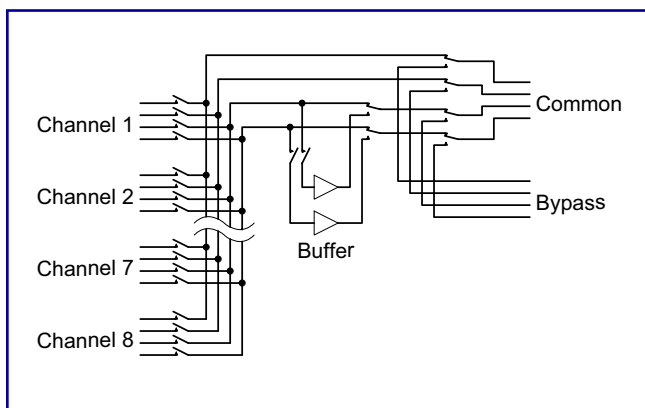 Channel 1
Channel 2
Channel 7
Channel 8
Buffer
Common
Bypass